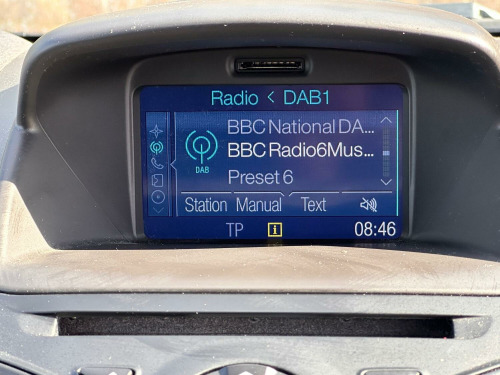 Radio < DAB1
BBC National DA...
BBC Radio6Mus...
DAB
Preset 6
Station Manual Text
TP i 08:46